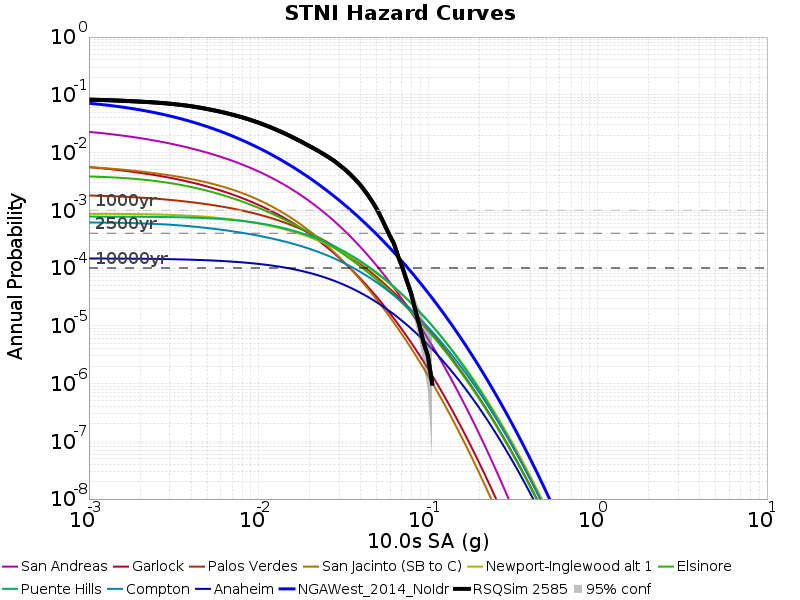 STNI Hazard Curves
Annual Probability
10^0
10^-1
10^-2
10^-3
10^-4
10^-5
10^-6
10^-7
10^-8
1000yr
2500yr
10000yr
10^-3 10^-2 10^-1 10^0 10^1
10.0s SA (g)
San Andreas Garlock Palos Verdes San Jacinto (SB to C) Newport-Inglewood alt 1 Elsinore
Puente Hills Compton Anaheim NGAWest_2014_NoIdr RSQSim 2585 95% conf